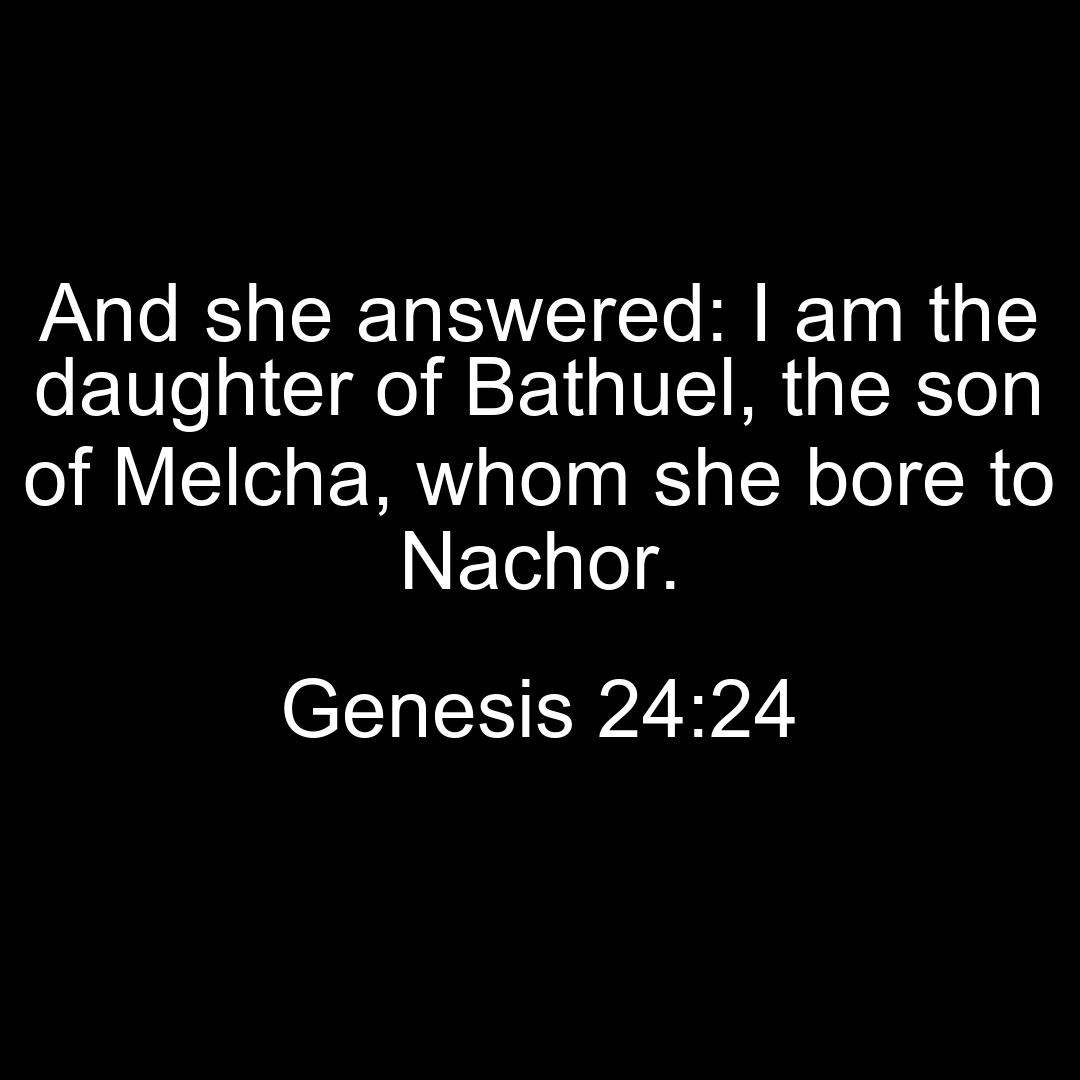 And she answered: I am the
daughter of Bathuel, the son
of Melcha, whom she bore to
Nachor.
Genesis 24:24